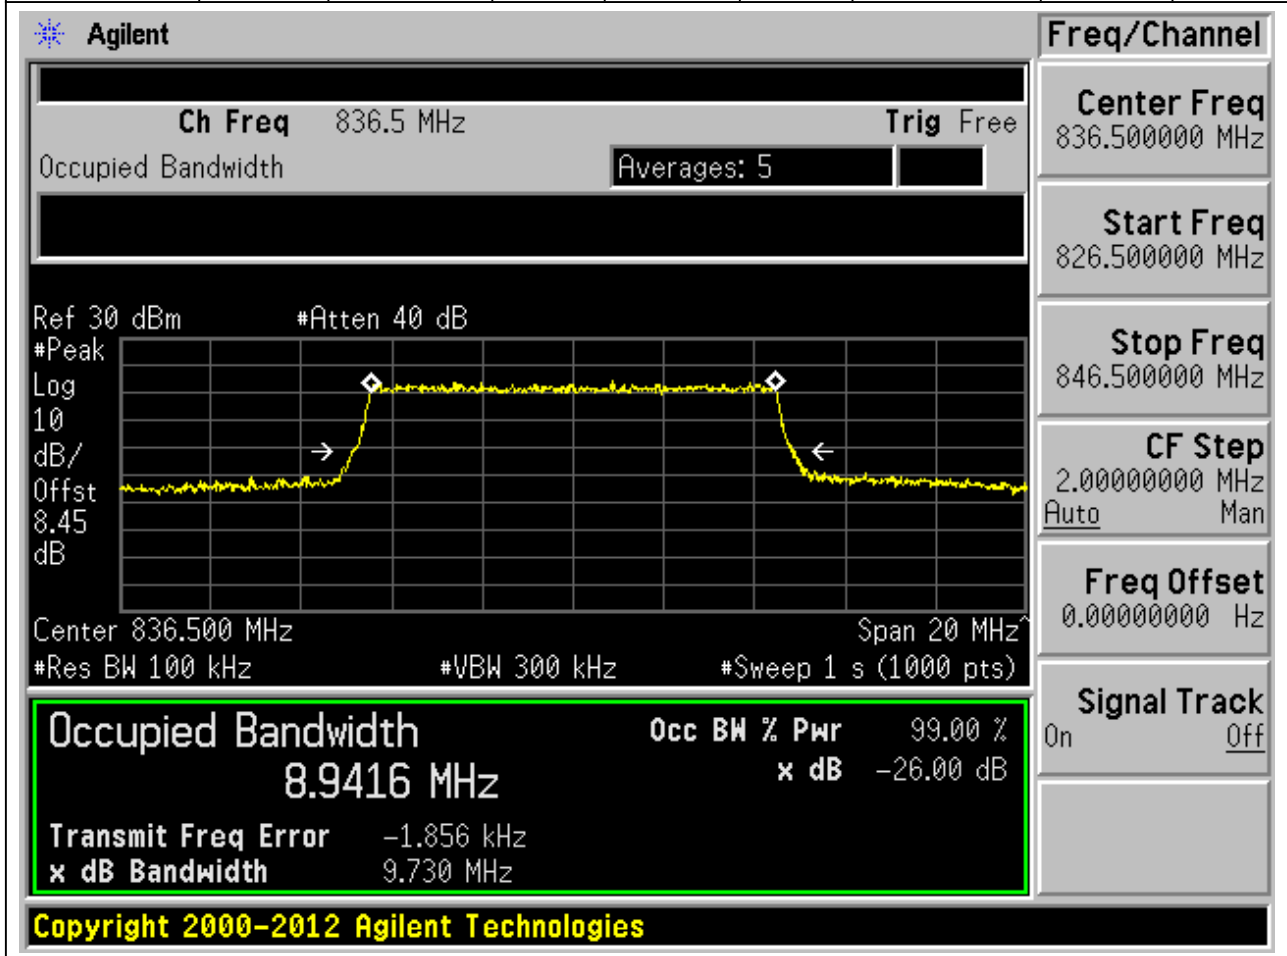 Agilent
Freq/Channel
Ch Freq 836.5 MHz Trig Free
Occupied Bandwidth Averages: 5
Ref 30 dBm #Atten 40 dB
#Peak
Log
10
dB/
Offst
8.45
dB
Center 836.500 MHz Span 20 MHz^
#Res BW 100 kHz #VBW 300 kHz #Sweep 1 s (1000 pts)
Occupied Bandwidth
8.9416 MHz
Occ BW % Pwr 99.00 %
x dB -26.00 dB
Transmit Freq Error -1.856 kHz
x dB Bandwidth 9.730 MHz
Copyright 2000-2012 Agilent Technologies
Center Freq
836.500000 MHz
Start Freq
826.500000 MHz
Stop Freq
846.500000 MHz
CF Step
2.00000000 MHz
Auto Man
Freq Offset
0.00000000 Hz
Signal Track
On Off